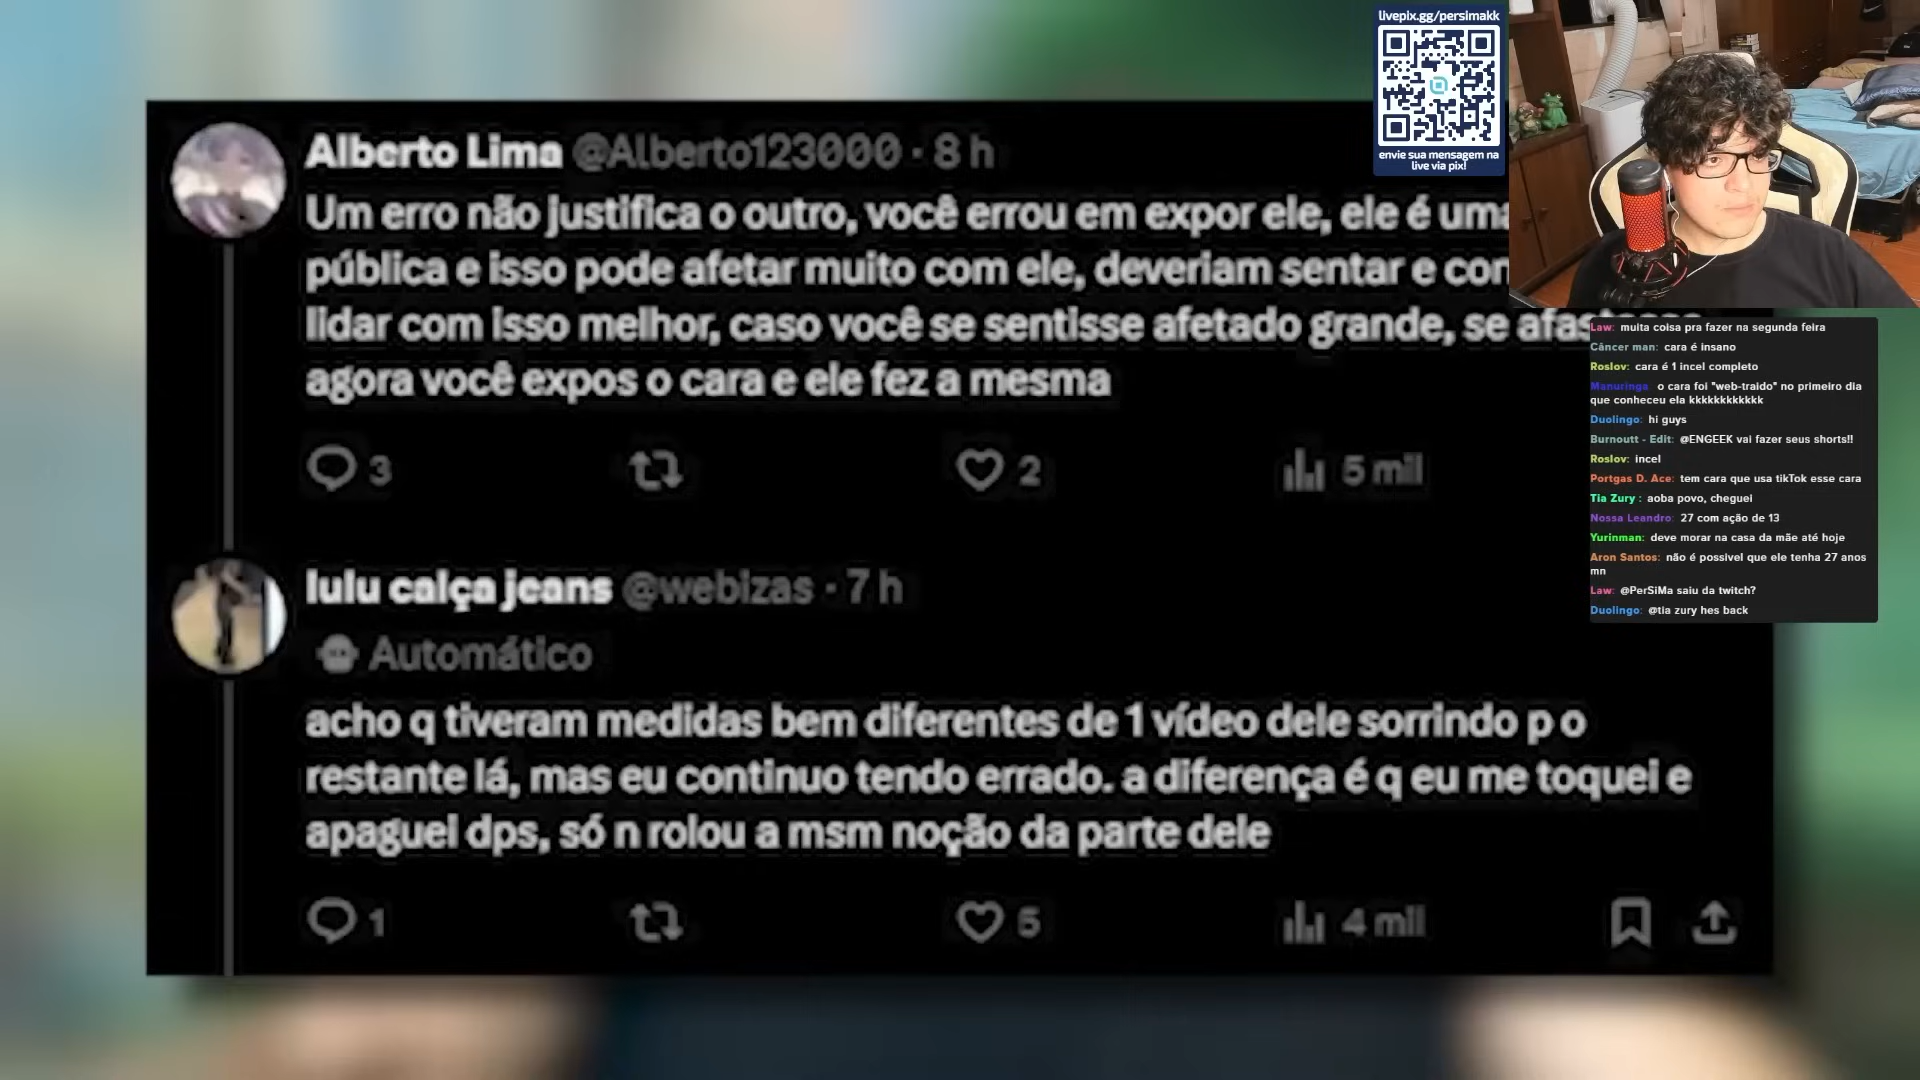 livepix.gg/persimakk
envie sua mensagem na
live via pix!
Alberto Lima @Alberto123000 · 8 h
Um erro não justifica o outro, você errou em expor ele, ele é uma
pública e isso pode afetar muito com ele, deveriam sentar e
lidar com isso melhor, caso você se sentisse afetado grande, se
agora você expos o cara e ele fez a mesma
3
2
5 mil
lulu calça jeans @webizas · 7 h
Automático
acho q tiveram medidas bem diferentes de 1 vídeo dele sorrindo p o
restante lá, mas eu continuo tendo errado. a diferença é q eu me toquei e
apaguei dps, só n rolou a msm noção da parte dele
1
5
4 mil
Law: muita coisa pra fazer na segunda feira
Câncer man: cara é insano
Roslov: cara é 1 incel completo
Manuringa: o cara foi "web-traido" no primeiro dia
que conheceu ela kkkkkkkkkkkk
Duolingo: hi guys
Burnoutt - Edit: @ENGEEK vai fazer seus shorts!!
Roslov: incel
Portgas D. Ace: tem cara que usa tikTok esse cara
Tia Zury : aoba povo, cheguei
Nossa Leandro: 27 com ação de 13
Yurinman: deve morar na casa da mãe até hoje
Aron Santos: não é possivel que ele tenha 27 anos
mn
Law: @PerSiMa saiu da twitch?
Duolingo: @tia zury hes back